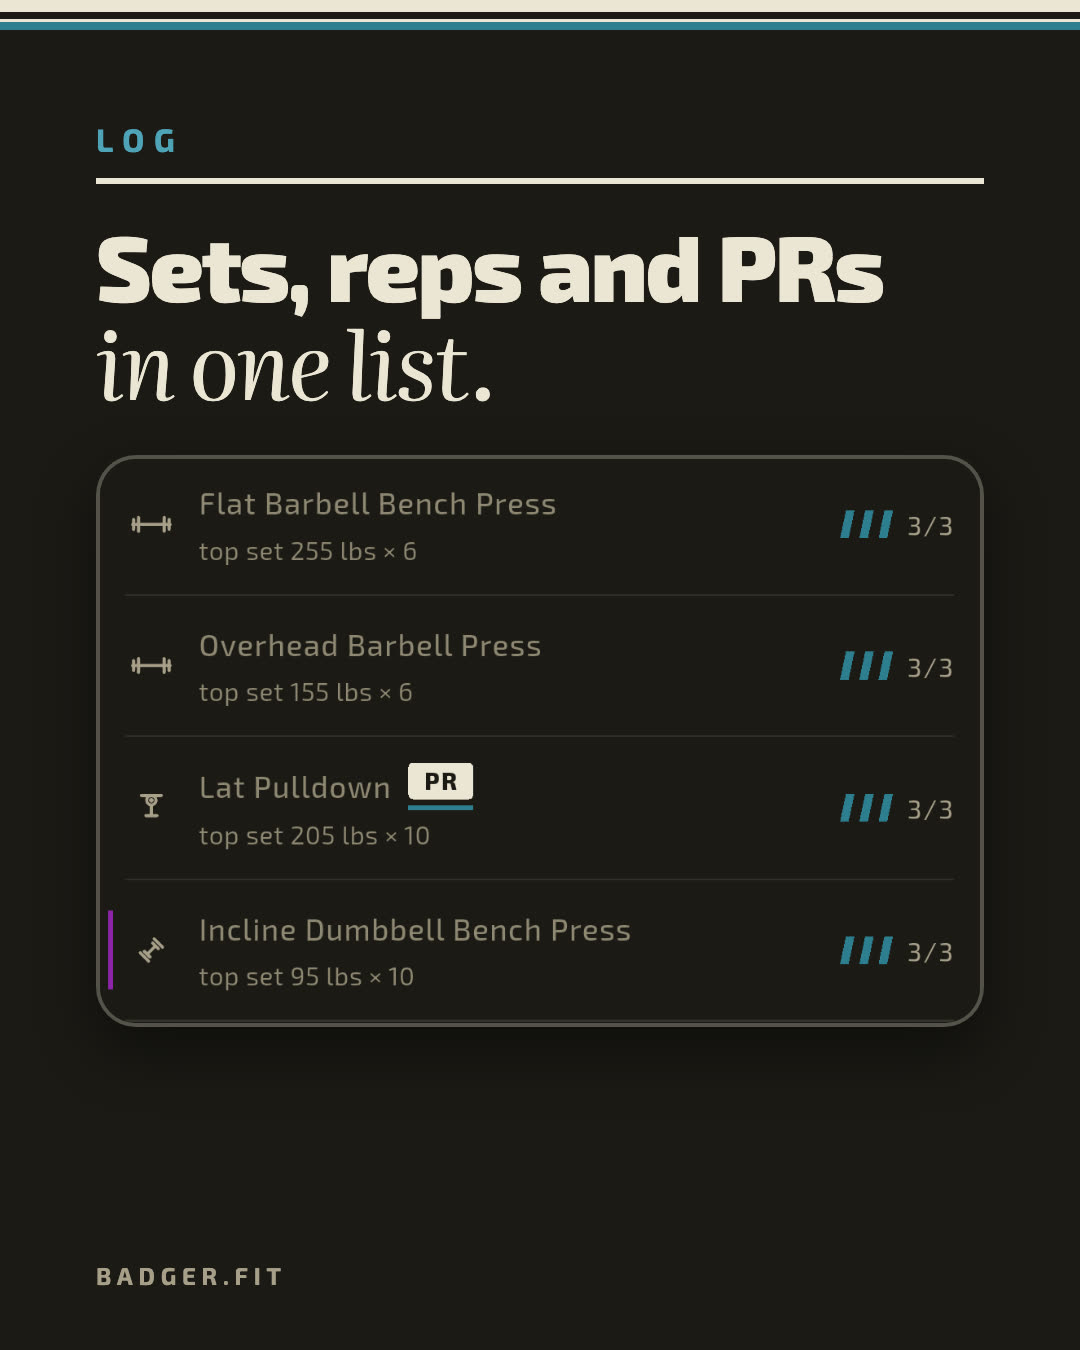 LOG
Sets, reps and PRs
in one list.
Flat Barbell Bench Press
top set 255 lbs × 6
3/3
Overhead Barbell Press
top set 155 lbs × 6
3/3
Lat Pulldown PR
top set 205 lbs × 10
3/3
Incline Dumbbell Bench Press
top set 95 lbs × 10
3/3
BADGER.FIT